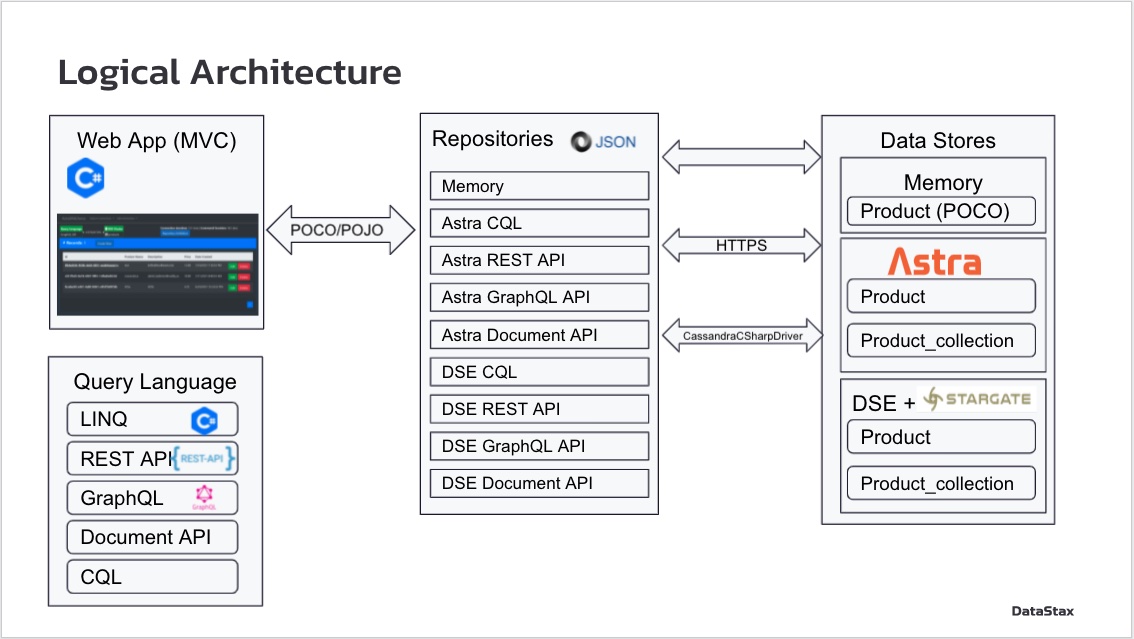 Logical Architecture
Web App (MVC)
C#
POCO/POJO
Query Language
LINQ
C#
REST API
{REST-API}
GraphQL
GraphQL
Document API
CQL
Repositories
JSON
Memory
Astra CQL
Astra REST API
Astra GraphQL API
Astra Document API
DSE CQL
DSE REST API
DSE GraphQL API
DSE Document API
HTTPS
CassandraCSharpDriver
Data Stores
Memory
Product (POCO)
Astra
Product
Product_collection
DSE + STARGATE
Product
Product_collection
DataStax